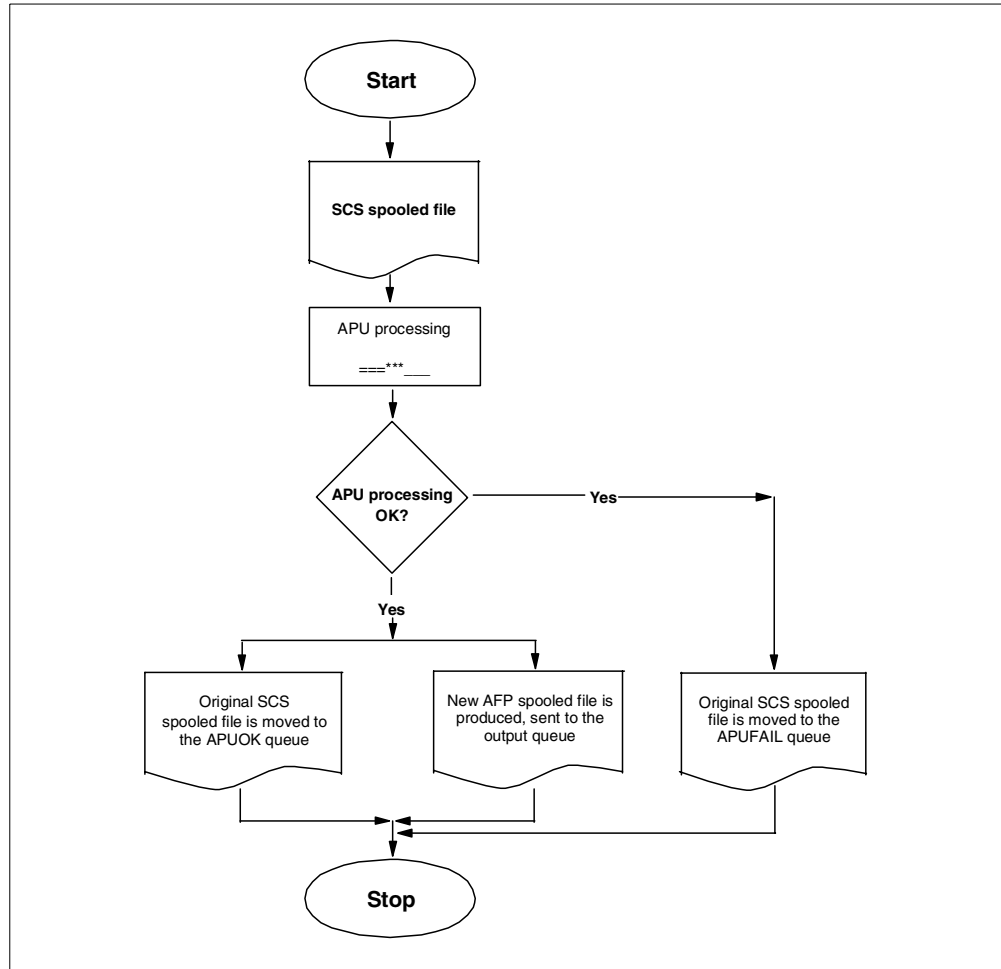 Start
SCS spooled file
APU processing
===***___
APU processing
OK?
Yes
Yes
Original SCS
spooled file is moved to
the APUOK queue
New AFP spooled file is
produced, sent to the
output queue
Original SCS spooled
file is moved to the
APUFAIL queue
Stop